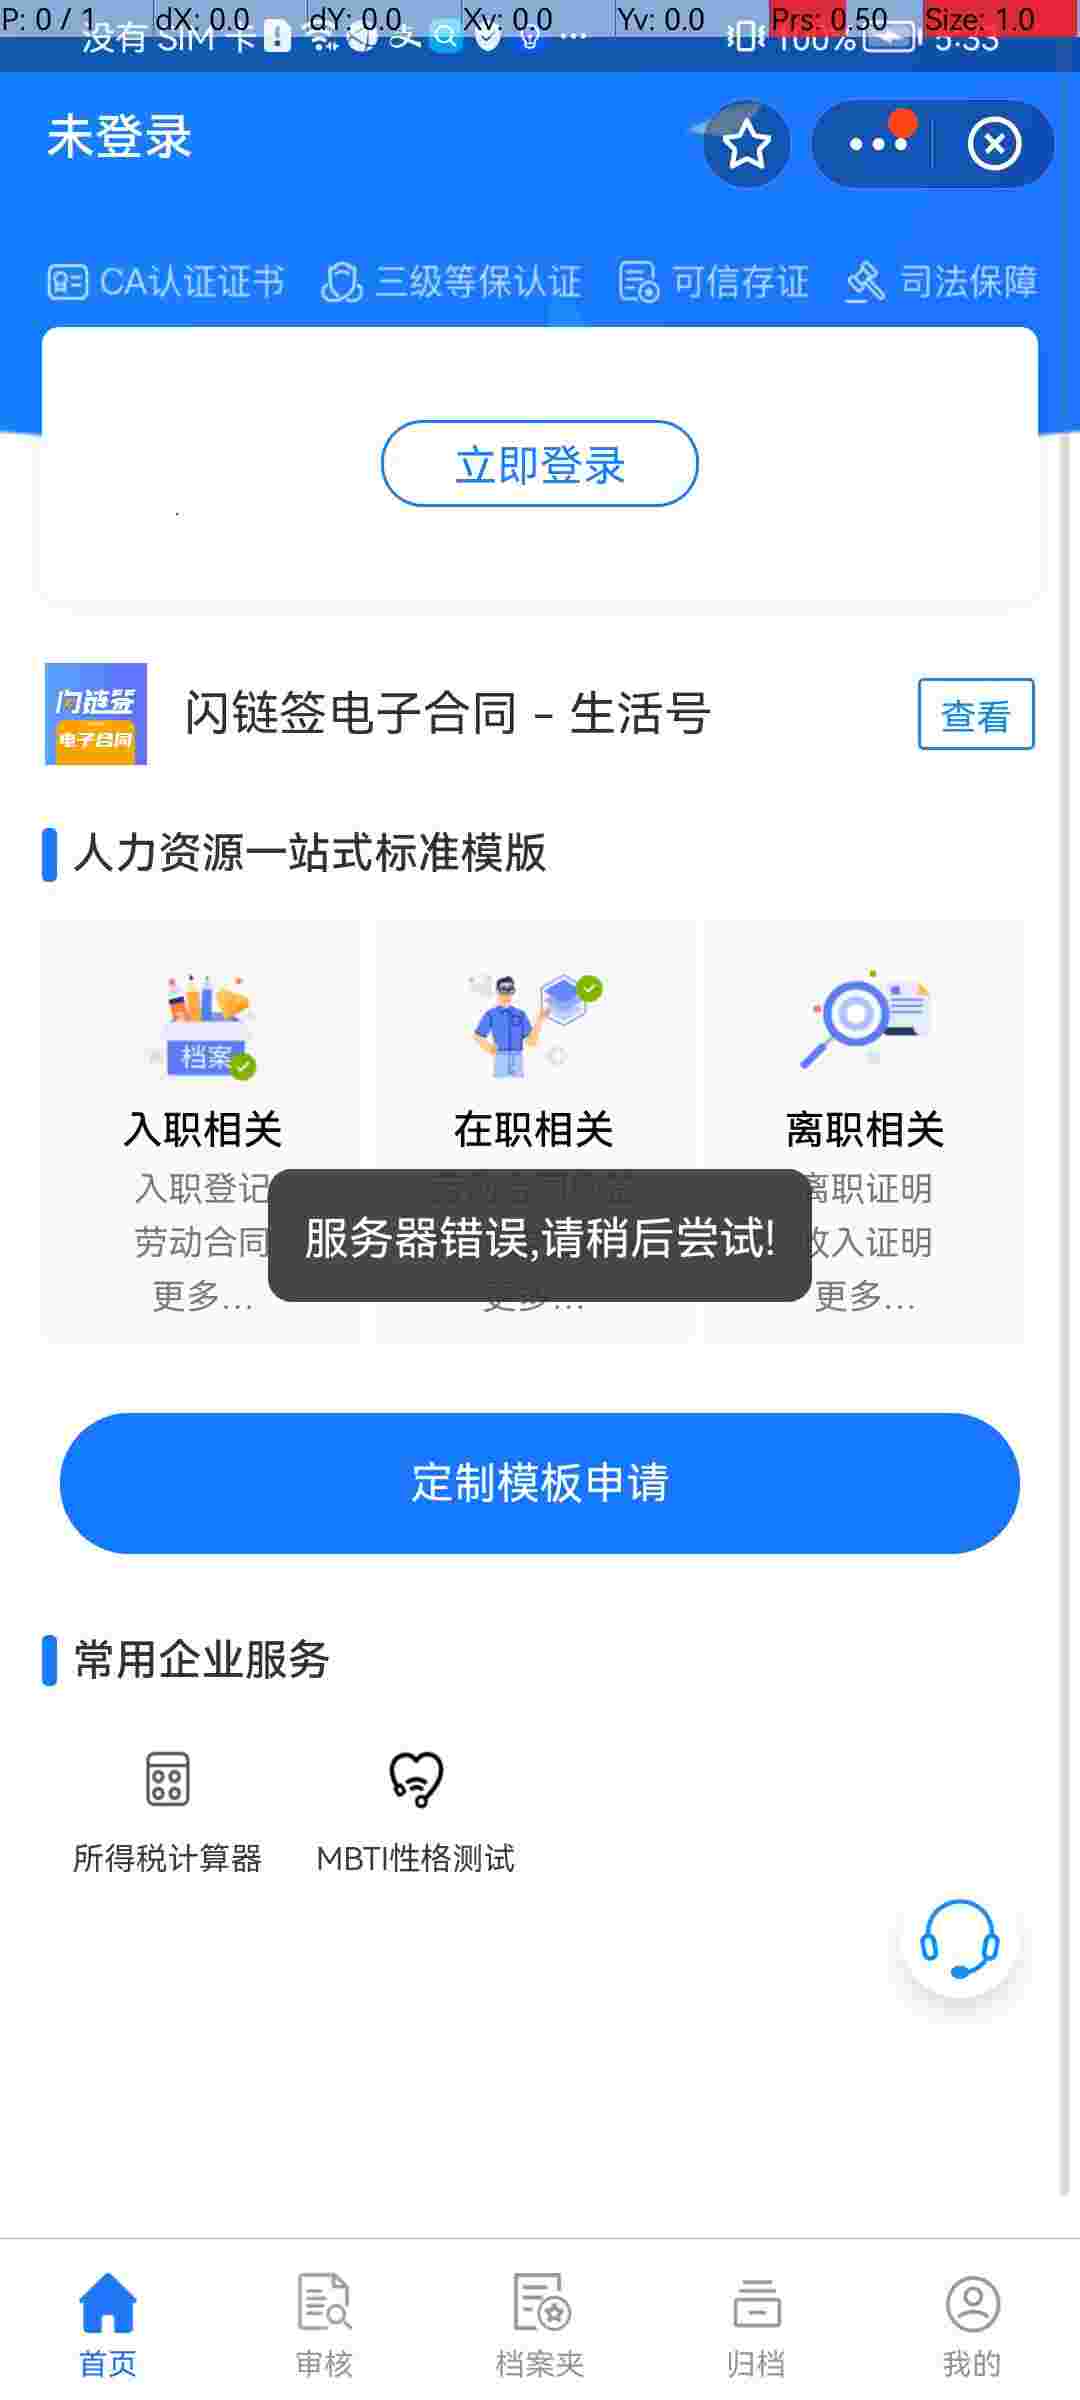 P: 0 / 1 dX: 0.0 dY: 0.0 Xv: 0.0 Yv: 0.0 Prs: 0.50 Size: 1.0
没有 SIM 卡 100% 5:33
未登录
CA认证证书 三级等保认证 可信存证 司法保障
立即登录
闪链签
电子合同
闪链签电子合同 - 生活号
查看
人力资源一站式标准模版
档案
入职相关 在职相关 离职相关
入职登记 离职证明
劳动合同 收入证明
更多... 更多... 更多...
服务器错误,请稍后尝试!
定制模板申请
常用企业服务
所得税计算器 MBTI性格测试
首页 审核 档案夹 归档 我的